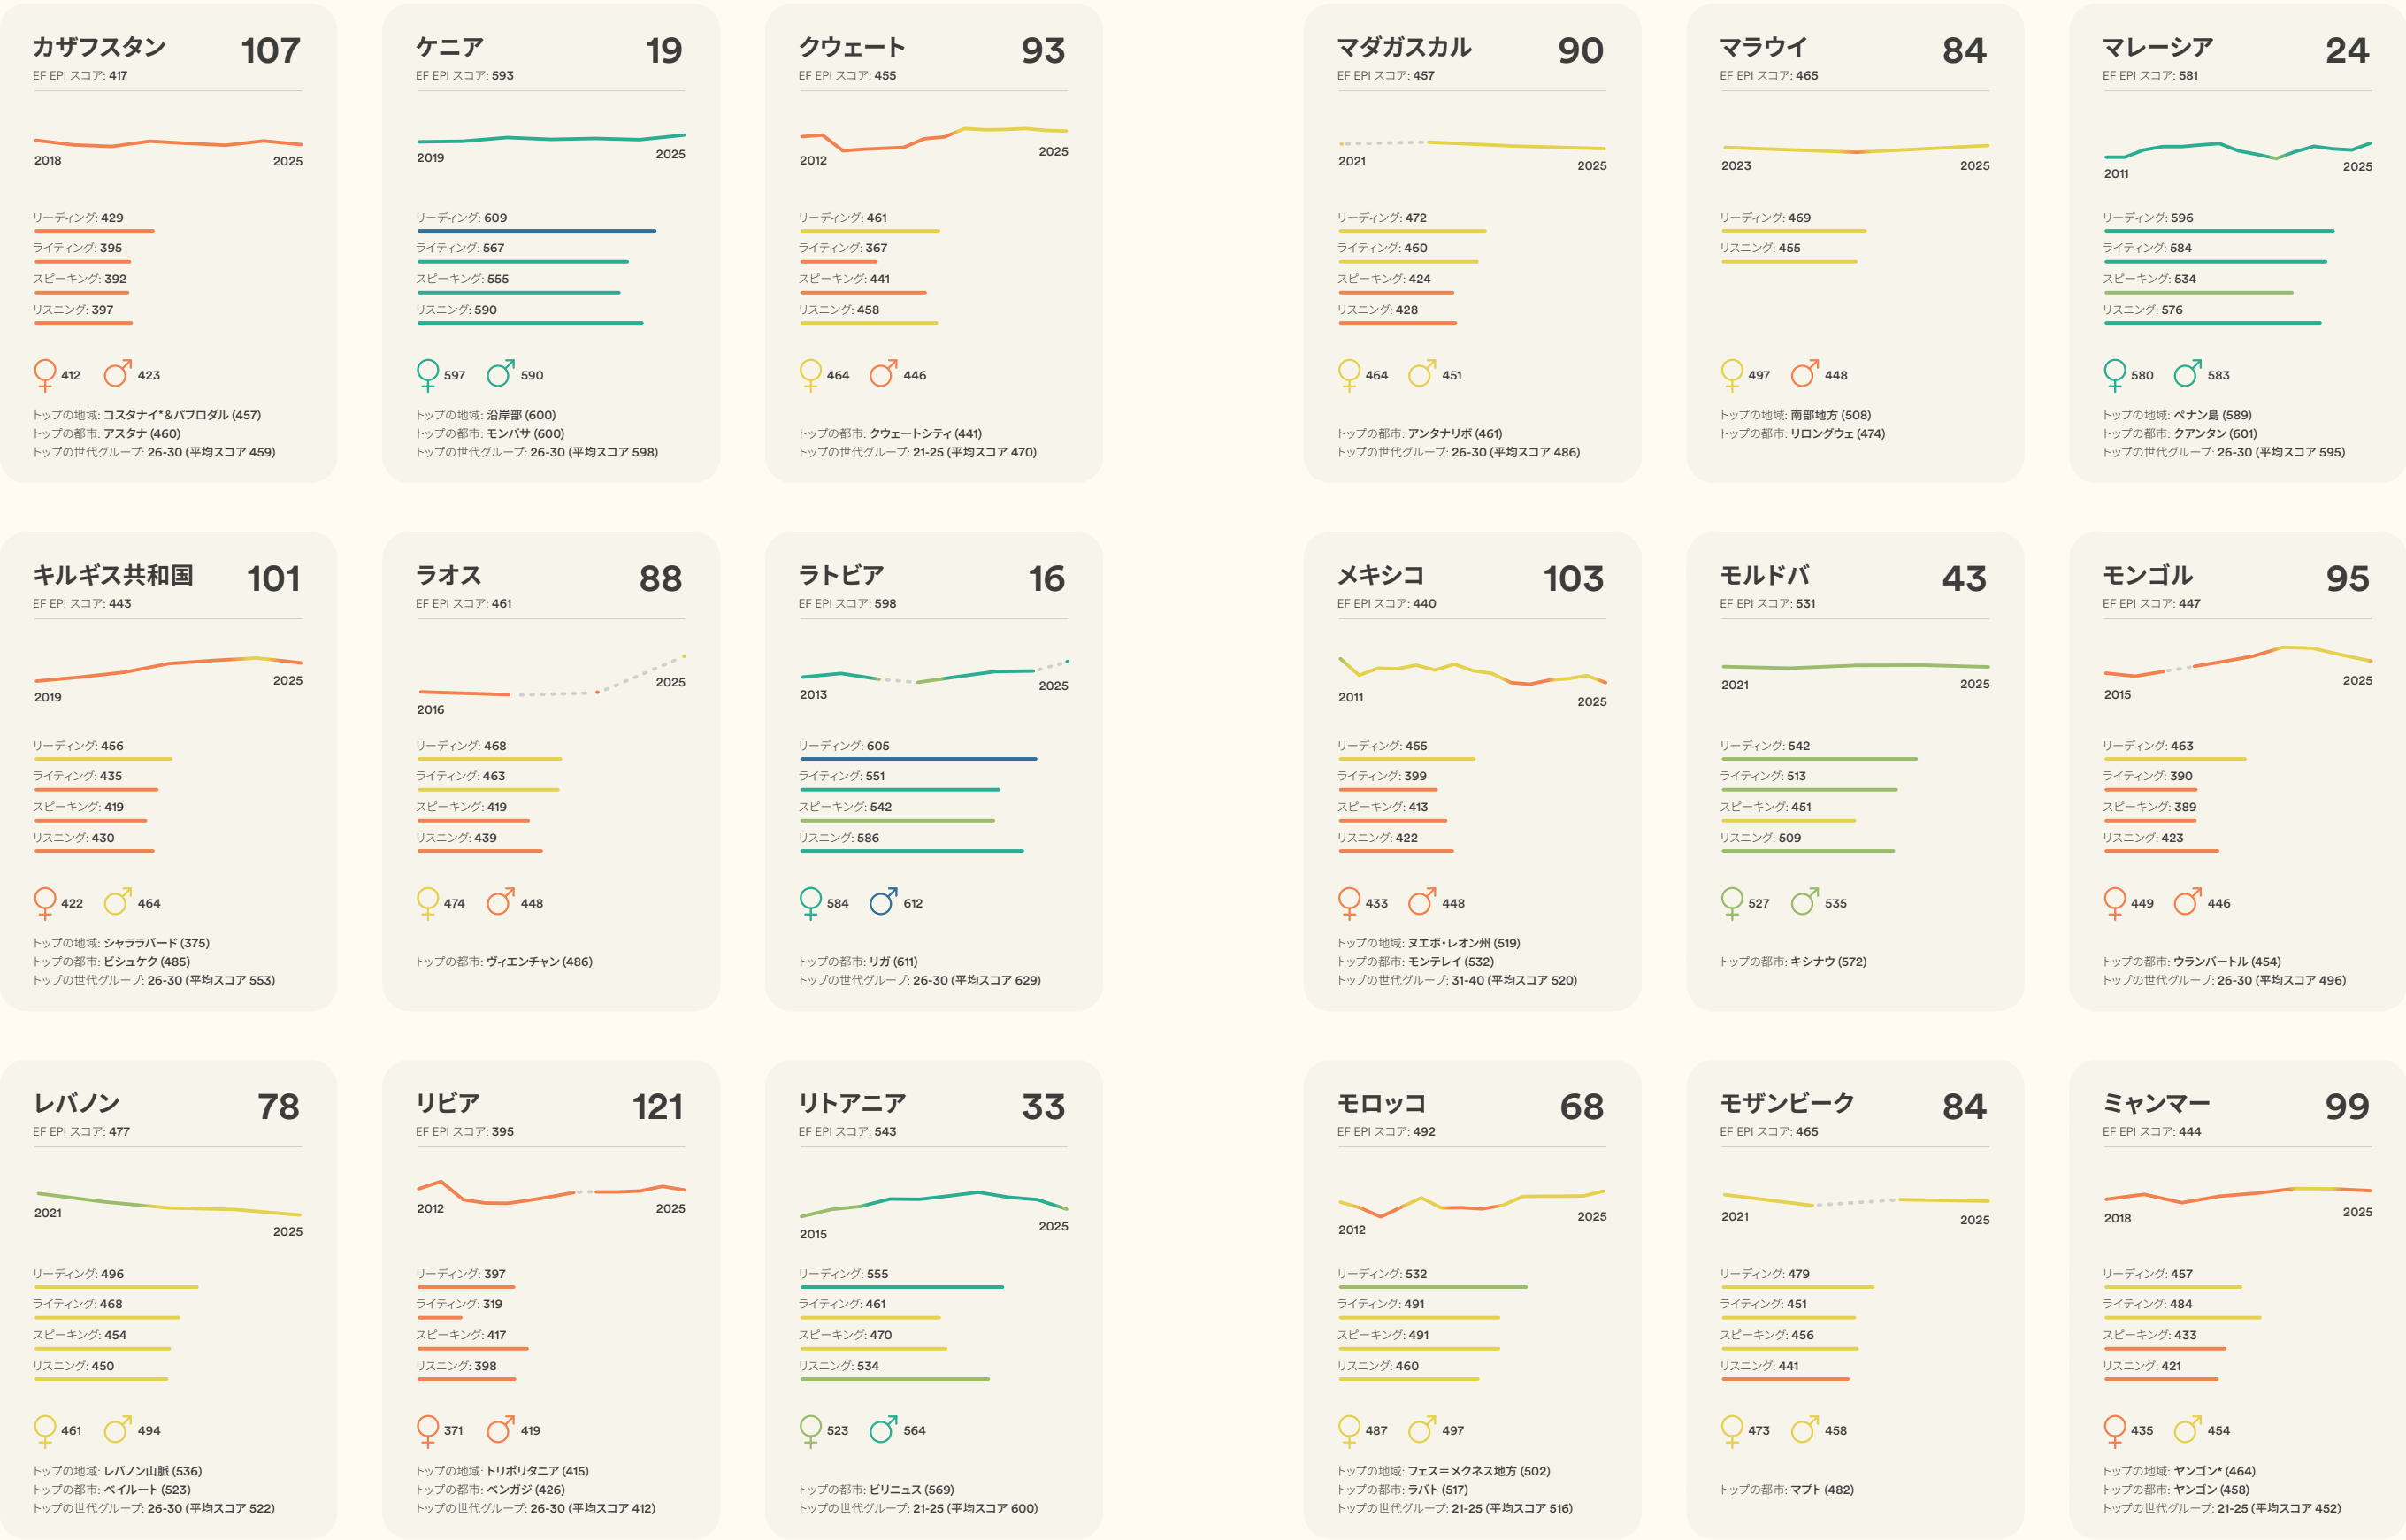 カザフスタン
107
EF EPI スコア: 417
2018
2025
リーディング: 429
ライティング: 395
スピーキング: 392
リスニング: 397
412
423
トップの地域: コスタナイ*&パブロダル (457)
トップの都市: アスタナ (460)
トップの世代グループ: 26-30 (平均スコア 459)
ケニア
19
EF EPI スコア: 593
2019
2025
リーディング: 609
ライティング: 567
スピーキング: 555
リスニング: 590
597
590
トップの地域: 沿岸部 (600)
トップの都市: モンバサ (600)
トップの世代グループ: 26-30 (平均スコア 598)
クウェート
93
EF EPI スコア: 455
2012
2025
リーディング: 461
ライティング: 367
スピーキング: 441
リスニング: 458
464
446
トップの都市: クウェートシティ (441)
トップの世代グループ: 21-25 (平均スコア 470)
マダガスカル
90
EF EPI スコア: 457
2021
2025
リーディング: 472
ライティング: 460
スピーキング: 424
リスニング: 428
464
451
トップの都市: アンタナリボ (461)
トップの世代グループ: 26-30 (平均スコア 486)
マラウイ
84
EF EPI スコア: 465
2023
2025
リーディング: 469
リスニング: 455
497
448
トップの地域: 南部地方 (508)
トップの都市: リロングウェ (474)
マレーシア
24
EF EPI スコア: 581
2011
2025
リーディング: 596
ライティング: 584
スピーキング: 534
リスニング: 576
580
583
トップの地域: ペナン島 (589)
トップの都市: クアンタン (601)
トップの世代グループ: 26-30 (平均スコア 595)
キルギス共和国
101
EF EPI スコア: 443
2019
2025
リーディング: 456
ライティング: 435
スピーキング: 419
リスニング: 430
422
464
トップの地域: シャララバード (375)
トップの都市: ビシュケク (485)
トップの世代グループ: 26-30 (平均スコア 553)
ラオス
88
EF EPI スコア: 461
2016
2025
リーディング: 468
ライティング: 463
スピーキング: 419
リスニング: 439
474
448
トップの都市: ヴィエンチャン (486)
ラトビア
16
EF EPI スコア: 598
2013
2025
リーディング: 605
ライティング: 551
スピーキング: 542
リスニング: 586
584
612
トップの都市: リガ (611)
トップの世代グループ: 26-30 (平均スコア 629)
メキシコ
103
EF EPI スコア: 440
2011
2025
リーディング: 455
ライティング: 399
スピーキング: 413
リスニング: 422
433
448
トップの地域: ヌエボ・レオン州 (519)
トップの都市: モンテレイ (532)
トップの世代グループ: 31-40 (平均スコア 520)
モルドバ
43
EF EPI スコア: 531
2021
2025
リーディング: 542
ライティング: 513
スピーキング: 451
リスニング: 509
527
535
トップの都市: キシナウ (572)
モンゴル
95
EF EPI スコア: 447
2015
2025
リーディング: 463
ライティング: 390
スピーキング: 389
リスニング: 423
449
446
トップの都市: ウランバートル (454)
トップの世代グループ: 26-30 (平均スコア 496)
レバノン
78
EF EPI スコア: 477
2021
2025
リーディング: 496
ライティング: 468
スピーキング: 454
リスニング: 450
461
494
トップの地域: レバノン山脈 (536)
トップの都市: ベイルート (523)
トップの世代グループ: 26-30 (平均スコア 522)
リビア
121
EF EPI スコア: 395
2012
2025
リーディング: 397
ライティング: 319
スピーキング: 417
リスニング: 398
371
419
トップの地域: トリポリタニア (415)
トップの都市: ベンガジ (426)
トップの世代グループ: 26-30 (平均スコア 412)
リトアニア
33
EF EPI スコア: 543
2015
2025
リーディング: 555
ライティング: 461
スピーキング: 470
リスニング: 534
523
564
トップの都市: ビリニュス (569)
トップの世代グループ: 21-25 (平均スコア 600)
モロッコ
68
EF EPI スコア: 492
2012
2025
リーディング: 532
ライティング: 491
スピーキング: 491
リスニング: 460
487
497
トップの地域: フェス＝メクネス地方 (502)
トップの都市: ラバト (517)
トップの世代グループ: 21-25 (平均スコア 516)
モザンビーク
84
EF EPI スコア: 465
2021
2025
リーディング: 479
ライティング: 451
スピーキング: 456
リスニング: 441
473
458
トップの都市: マプト (482)
ミャンマー
99
EF EPI スコア: 444
2018
2025
リーディング: 457
ライティング: 484
スピーキング: 433
リスニング: 421
435
454
トップの地域: ヤンゴン* (464)
トップの都市: ヤンゴン (458)
トップの世代グループ: 21-25 (平均スコア 452)